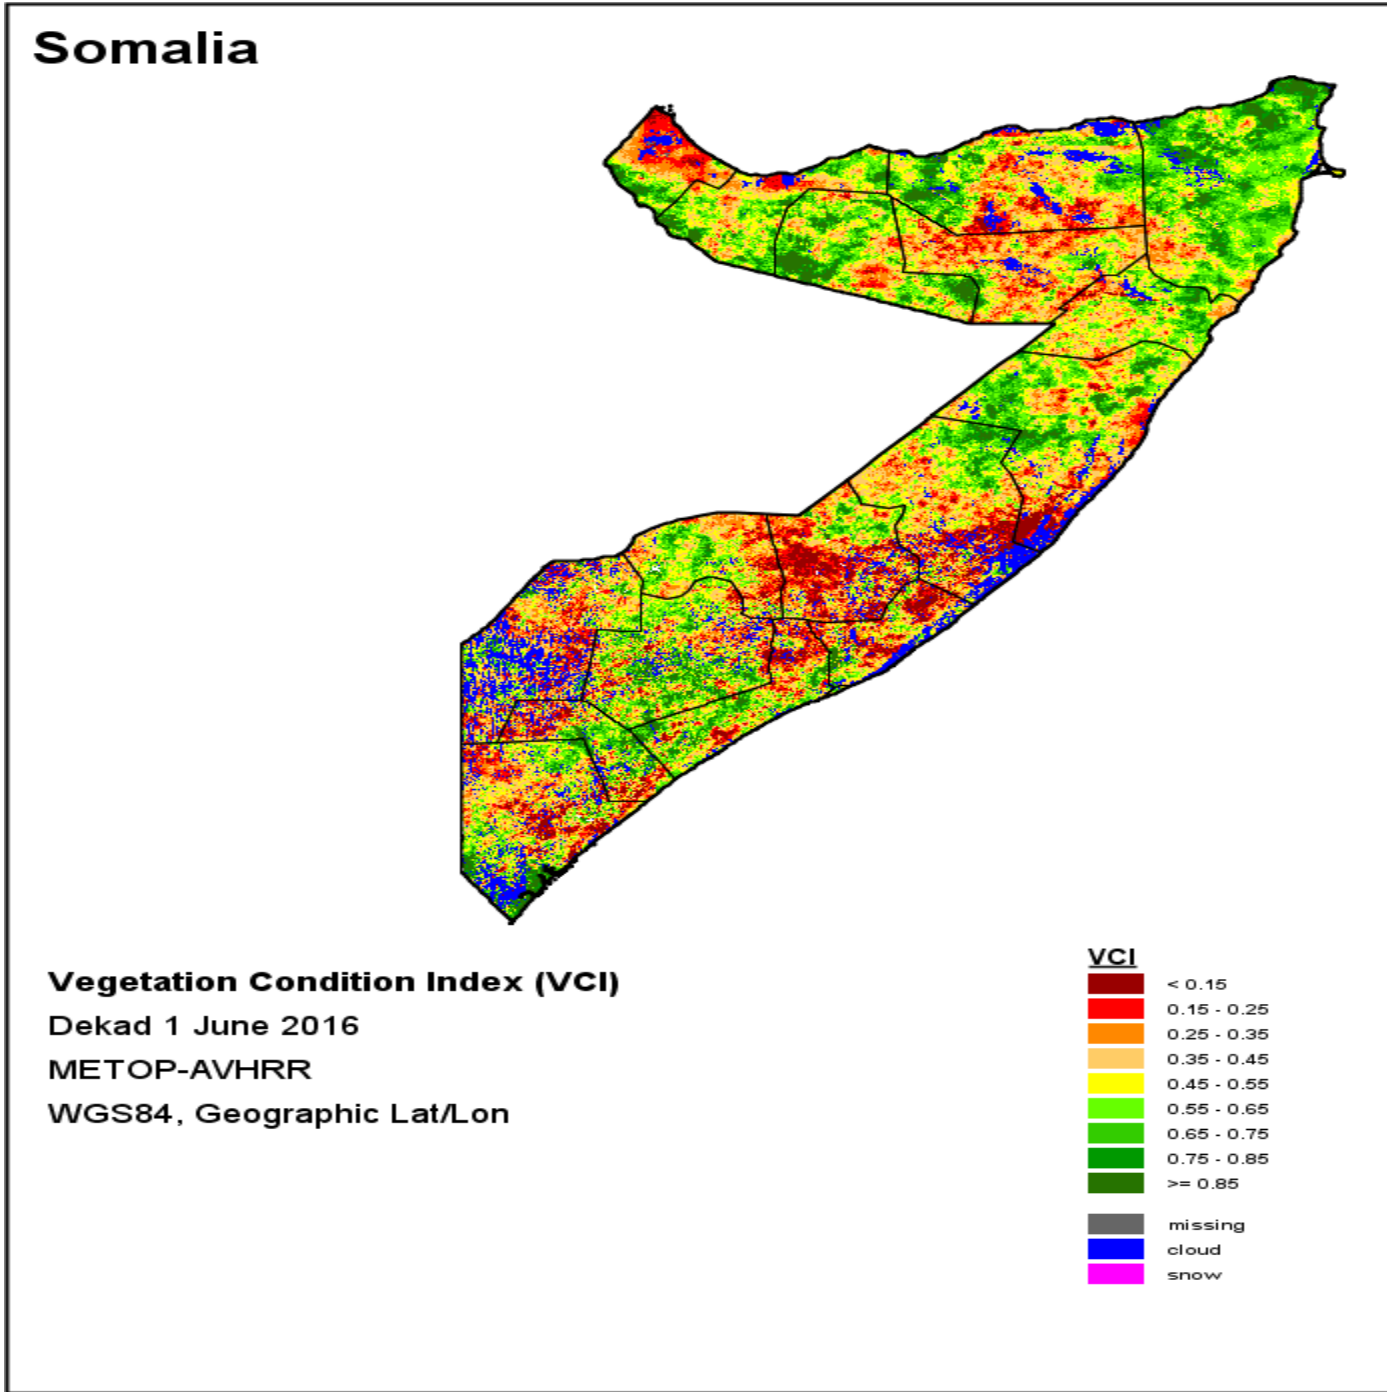 Somalia
Vegetation Condition Index (VCI)
Dekad 1 June 2016
METOP-AVHRR
WGS84, Geographic Lat/Lon
VCI
< 0.15
0.15 - 0.25
0.25 - 0.35
0.35 - 0.45
0.45 - 0.55
0.55 - 0.65
0.65 - 0.75
0.75 - 0.85
>= 0.85
missing
cloud
snow